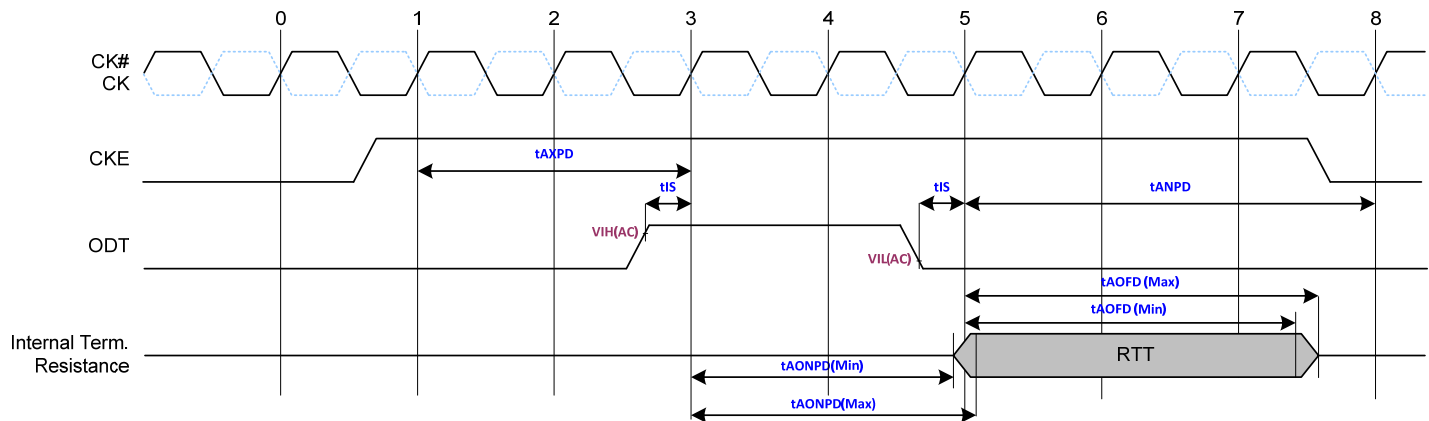 0 1 2 3 4 5 6 7 8
CK#
CK
CKE
tAXPD
tIS
tIS
tANPD
ODT
VIH(AC)
VIL(AC)
tAOFD (Max)
tAOFD (Min)
Internal Term.
Resistance
RTT
tAONPD(Min)
tAONPD(Max)